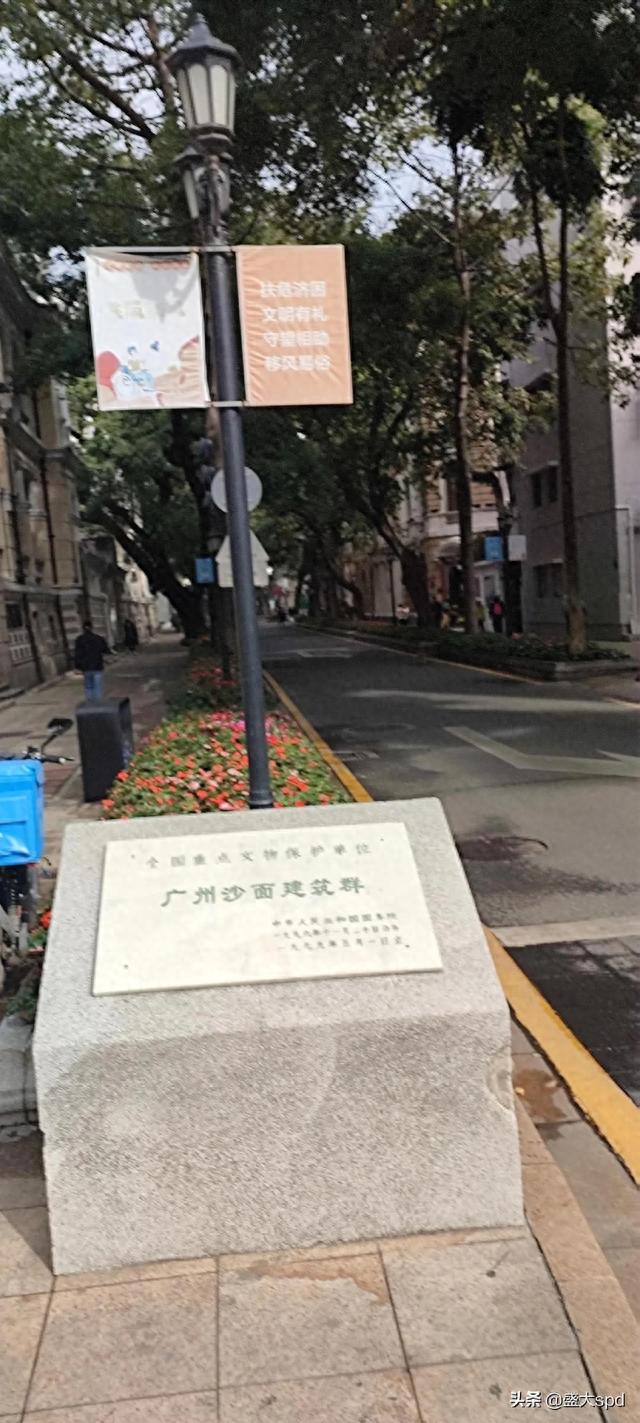 扶危济困
文明有礼
守望相助
移风易俗
全国重点文物保护单位
广州沙面建筑群
中华人民共和国国务院
一九九六年十一月二十日公布
一九九九年五月一日立
头条 @盛大spd